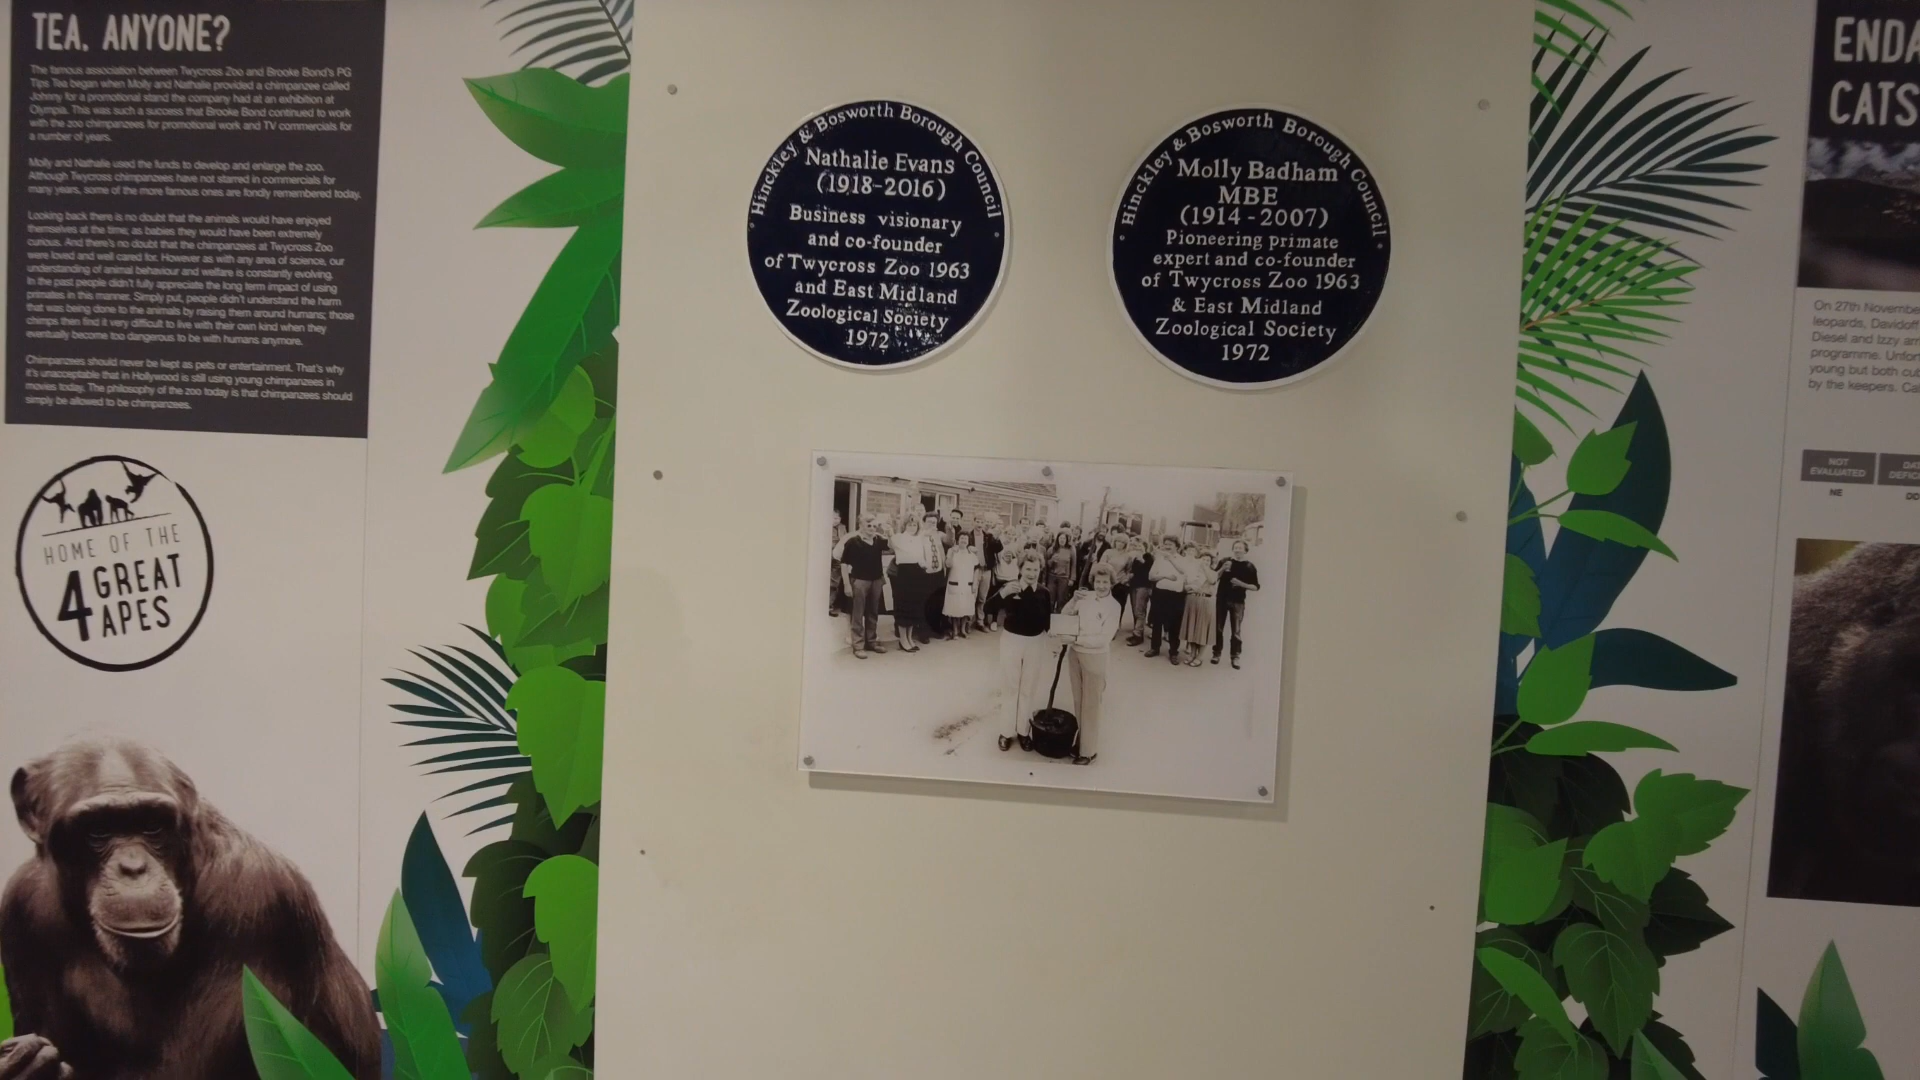 TEA, ANYONE?
The famous association between Twycross Zoo and Brooke Bond's PG
Tips Tea began when Molly and Nathalie provided a chimpanzee called
Johnny for a promotional stand the company had at an exhibition at
Olympia. This was such a success that Brooke Bond continued to work
with the zoo chimpanzees for promotional work and TV commercials for
a number of years.
Molly and Nathalie used the funds to develop and enlarge the zoo.
Although Twycross chimpanzees have not starred in commercials for
many years, some of the more famous ones are fondly remembered today.
Looking back there is no doubt that the animals would have enjoyed
themselves at the time; as babies they would have been extremely
curious. And there's no doubt that the chimpanzees at Twycross Zoo
were loved and well cared for. However as with any area of science, our
understanding of animal behaviour and welfare is constantly evolving.
In the past people didn't fully appreciate the long term impact of using
primates in this manner. Simply put, people didn't understand the harm
that was being done to the animals by raising them around humans; those
chimps then find it very difficult to live with their own kind when they
eventually become too dangerous to be with humans anymore.
Chimpanzees should never be kept as pets or entertainment. That's why
it's unacceptable that in Hollywood is still using young chimpanzees in
movies today. The philosophy of the zoo today is that chimpanzees should
simply be allowed to be chimpanzees.
HOME OF THE
4 GREAT
APES
Hinckley & Bosworth Borough Council
Nathalie Evans
(1918-2016)
Business visionary
and co-founder
of Twycross Zoo 1963
and East Midland
Zoological Society
1972
Hinckley & Bosworth Borough Council
Molly Badham
MBE
(1914-2007)
Pioneering primate
expert and co-founder
of Twycross Zoo 1963
& East Midland
Zoological Society
1972
ENDA
CATS
On 27th Novembe
leopards, Davidoff
Diesel and Izzy arr
programme. Unfor
young but both cub
by the keepers. Ca
NOT
EVALUATED
DAT
DEFIC
NE
DD